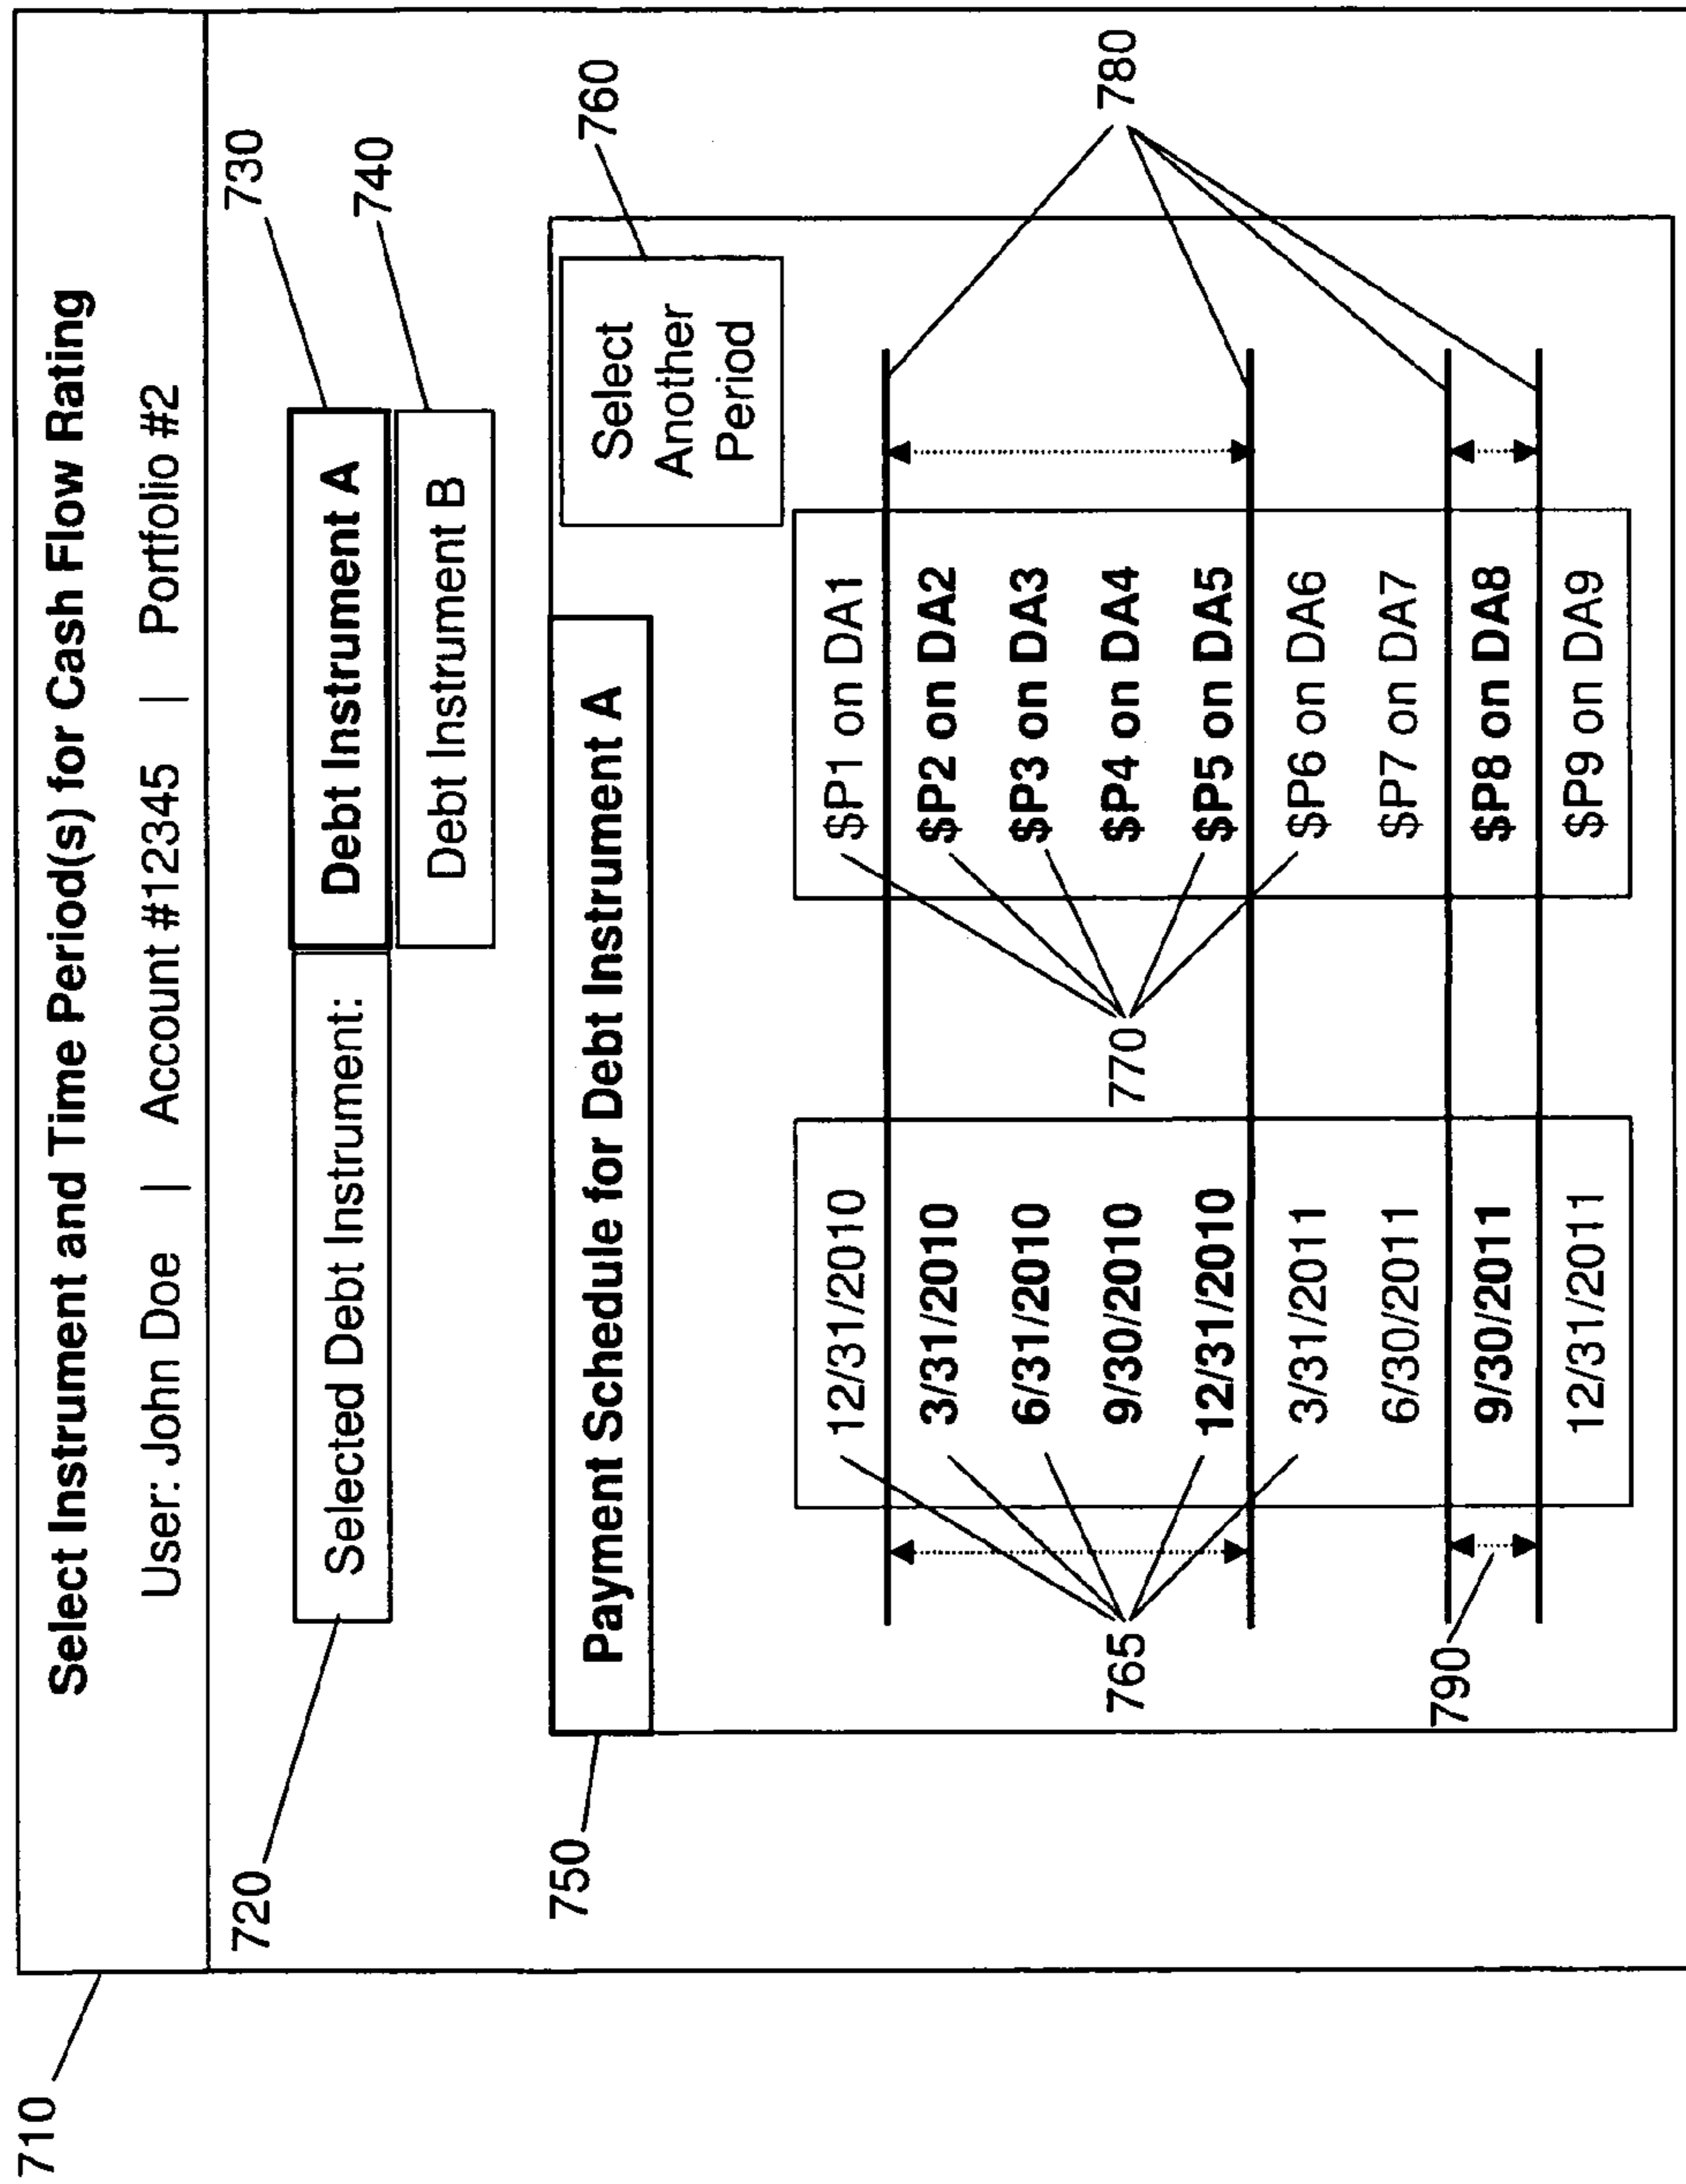 710
Select Instrument and Time Period(s) for Cash Flow Rating
User: John Doe | Account #12345 | Portfolio #2
720
Selected Debt Instrument:
Debt Instrument A
730
Debt Instrument B
740
750
Payment Schedule for Debt Instrument A
Select
Another
Period
760
12/31/2010 $P1 on DA1
3/31/2010 $P2 on DA2
6/31/2010 $P3 on DA3
9/30/2010 $P4 on DA4
12/31/2010 $P5 on DA5
3/31/2011 $P6 on DA6
6/30/2011 $P7 on DA7
9/30/2011 $P8 on DA8
12/31/2011 $P9 on DA9
765
770
780
790